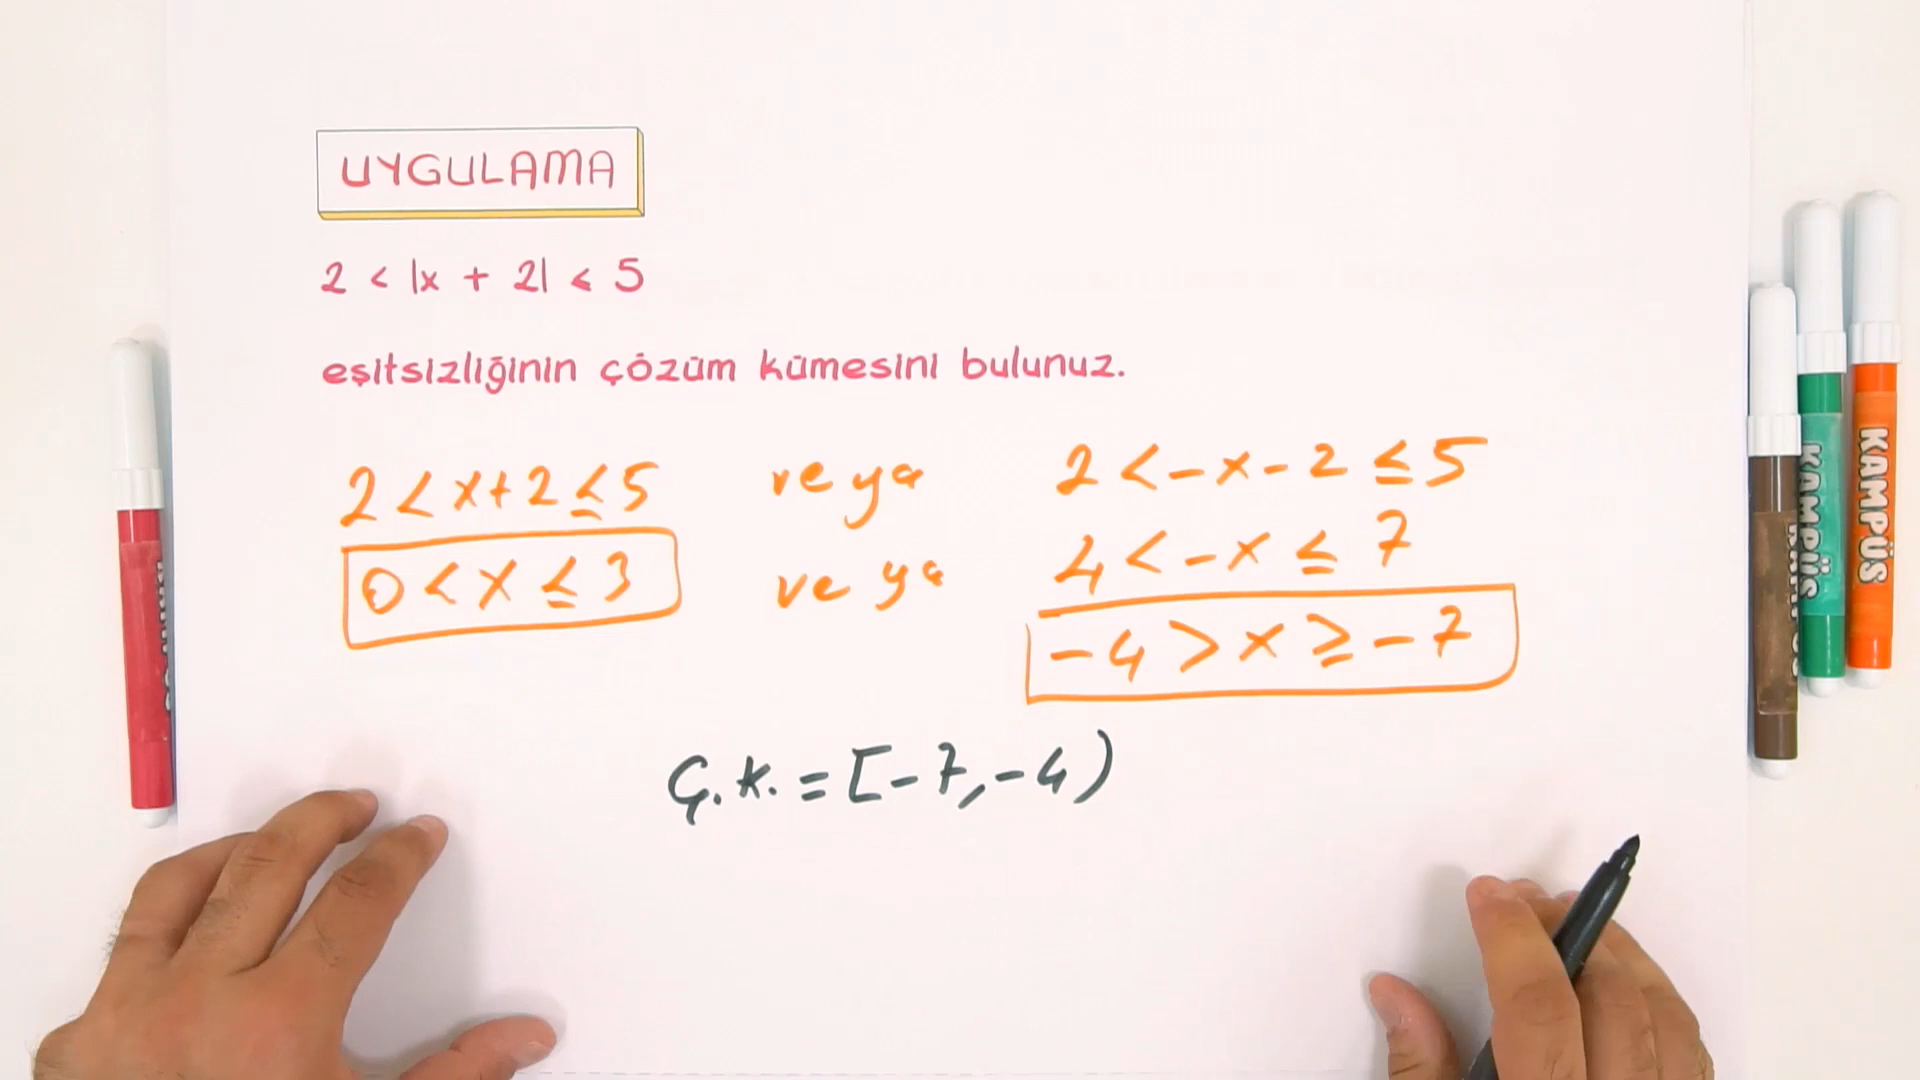 UYGULAMA
2 < |x + 2| ≤ 5
eşitsizliğinin çözüm kümesini bulunuz.
2 < x+2 ≤ 5 veya 2 < -x-2 ≤ 5
4 < -x ≤ 7
0 < x ≤ 3 veya -4 > x ≥ -7
Ç.K. = [-7, -4)
KAMPÜS
KAMPÜS